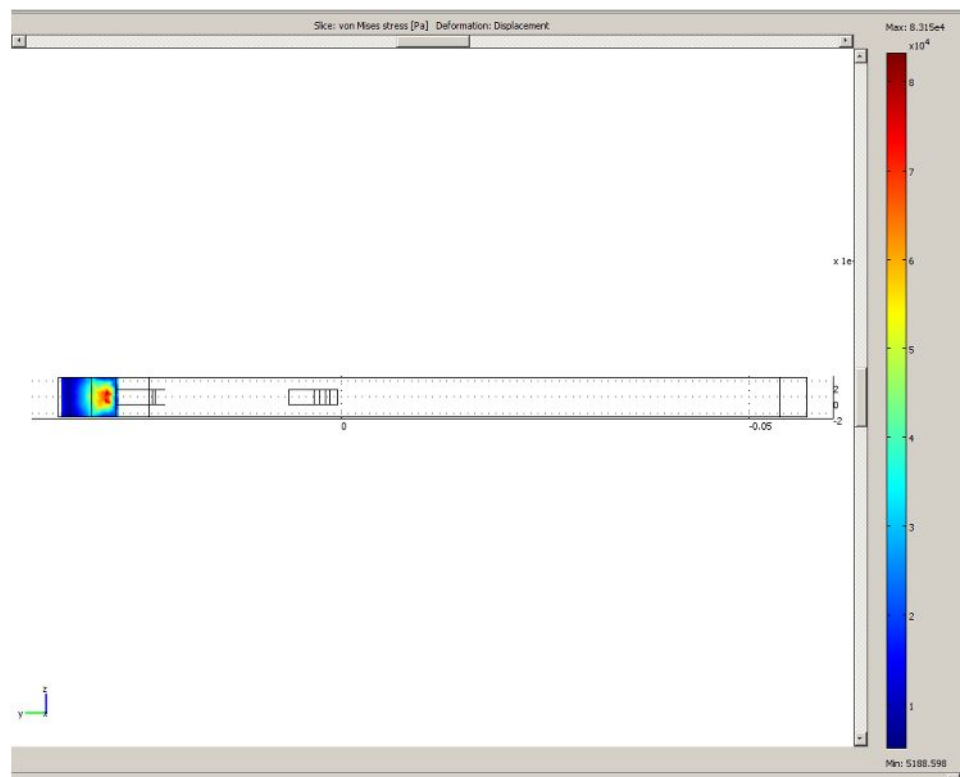 Slice: von Mises stress [Pa] Deformation: Displacement
Max: 8.315e4
x10^4
8
7
6
x 1e-
5
4
2
0
-2
0
-0.05
3
2
1
z
y
x
Min: 5188.598